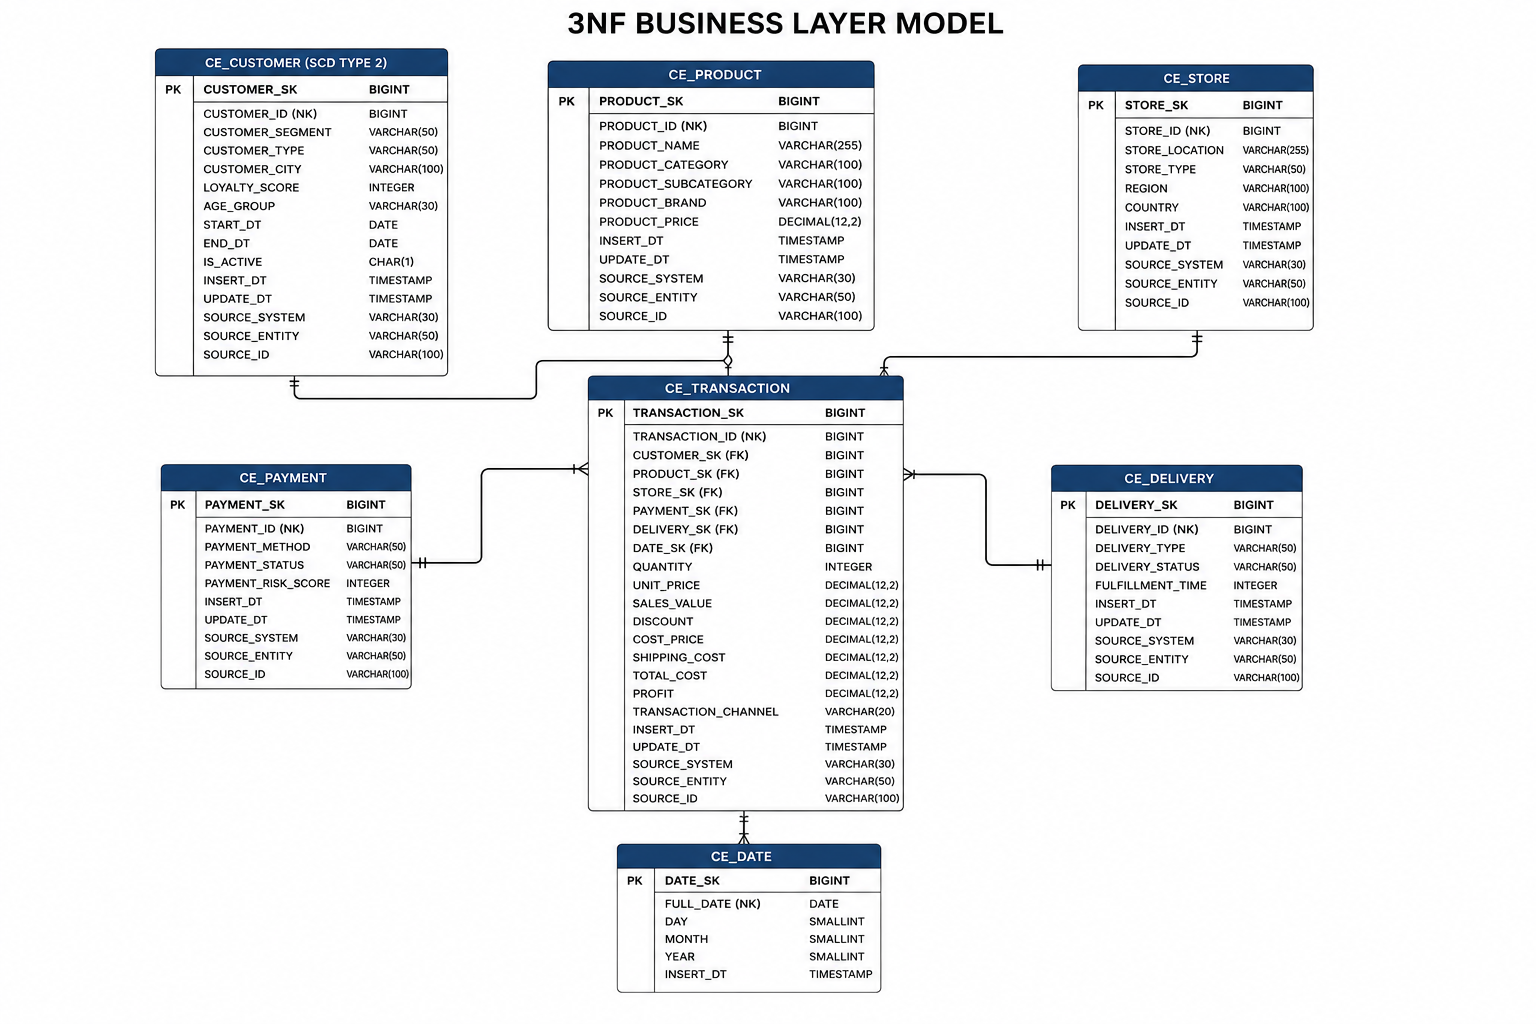 3NF BUSINESS LAYER MODEL
CE_CUSTOMER (SCD TYPE 2)
PK CUSTOMER_SK BIGINT
CUSTOMER_ID (NK) BIGINT
CUSTOMER_SEGMENT VARCHAR(50)
CUSTOMER_TYPE VARCHAR(50)
CUSTOMER_CITY VARCHAR(100)
LOYALTY_SCORE INTEGER
AGE_GROUP VARCHAR(30)
START_DT DATE
END_DT DATE
IS_ACTIVE CHAR(1)
INSERT_DT TIMESTAMP
UPDATE_DT TIMESTAMP
SOURCE_SYSTEM VARCHAR(30)
SOURCE_ENTITY VARCHAR(50)
SOURCE_ID VARCHAR(100)
CE_PRODUCT
PK PRODUCT_SK BIGINT
PRODUCT_ID (NK) BIGINT
PRODUCT_NAME VARCHAR(255)
PRODUCT_CATEGORY VARCHAR(100)
PRODUCT_SUBCATEGORY VARCHAR(100)
PRODUCT_BRAND VARCHAR(100)
PRODUCT_PRICE DECIMAL(12,2)
INSERT_DT TIMESTAMP
UPDATE_DT TIMESTAMP
SOURCE_SYSTEM VARCHAR(30)
SOURCE_ENTITY VARCHAR(50)
SOURCE_ID VARCHAR(100)
CE_STORE
PK STORE_SK BIGINT
STORE_ID (NK) BIGINT
STORE_LOCATION VARCHAR(255)
STORE_TYPE VARCHAR(50)
REGION VARCHAR(100)
COUNTRY VARCHAR(100)
INSERT_DT TIMESTAMP
UPDATE_DT TIMESTAMP
SOURCE_SYSTEM VARCHAR(30)
SOURCE_ENTITY VARCHAR(50)
SOURCE_ID VARCHAR(100)
CE_TRANSACTION
PK TRANSACTION_SK BIGINT
TRANSACTION_ID (NK) BIGINT
CUSTOMER_SK (FK) BIGINT
PRODUCT_SK (FK) BIGINT
STORE_SK (FK) BIGINT
PAYMENT_SK (FK) BIGINT
DELIVERY_SK (FK) BIGINT
DATE_SK (FK) BIGINT
QUANTITY INTEGER
UNIT_PRICE DECIMAL(12,2)
SALES_VALUE DECIMAL(12,2)
DISCOUNT DECIMAL(12,2)
COST_PRICE DECIMAL(12,2)
SHIPPING_COST DECIMAL(12,2)
TOTAL_COST DECIMAL(12,2)
PROFIT DECIMAL(12,2)
TRANSACTION_CHANNEL VARCHAR(20)
INSERT_DT TIMESTAMP
UPDATE_DT TIMESTAMP
SOURCE_SYSTEM VARCHAR(30)
SOURCE_ENTITY VARCHAR(50)
SOURCE_ID VARCHAR(100)
CE_PAYMENT
PK PAYMENT_SK BIGINT
PAYMENT_ID (NK) BIGINT
PAYMENT_METHOD VARCHAR(50)
PAYMENT_STATUS VARCHAR(50)
PAYMENT_RISK_SCORE INTEGER
INSERT_DT TIMESTAMP
UPDATE_DT TIMESTAMP
SOURCE_SYSTEM VARCHAR(30)
SOURCE_ENTITY VARCHAR(50)
SOURCE_ID VARCHAR(100)
CE_DELIVERY
PK DELIVERY_SK BIGINT
DELIVERY_ID (NK) BIGINT
DELIVERY_TYPE VARCHAR(50)
DELIVERY_STATUS VARCHAR(50)
FULFILLMENT_TIME INTEGER
INSERT_DT TIMESTAMP
UPDATE_DT TIMESTAMP
SOURCE_SYSTEM VARCHAR(30)
SOURCE_ENTITY VARCHAR(50)
SOURCE_ID VARCHAR(100)
CE_DATE
PK DATE_SK BIGINT
FULL_DATE (NK) DATE
DAY SMALLINT
MONTH SMALLINT
YEAR SMALLINT
INSERT_DT TIMESTAMP